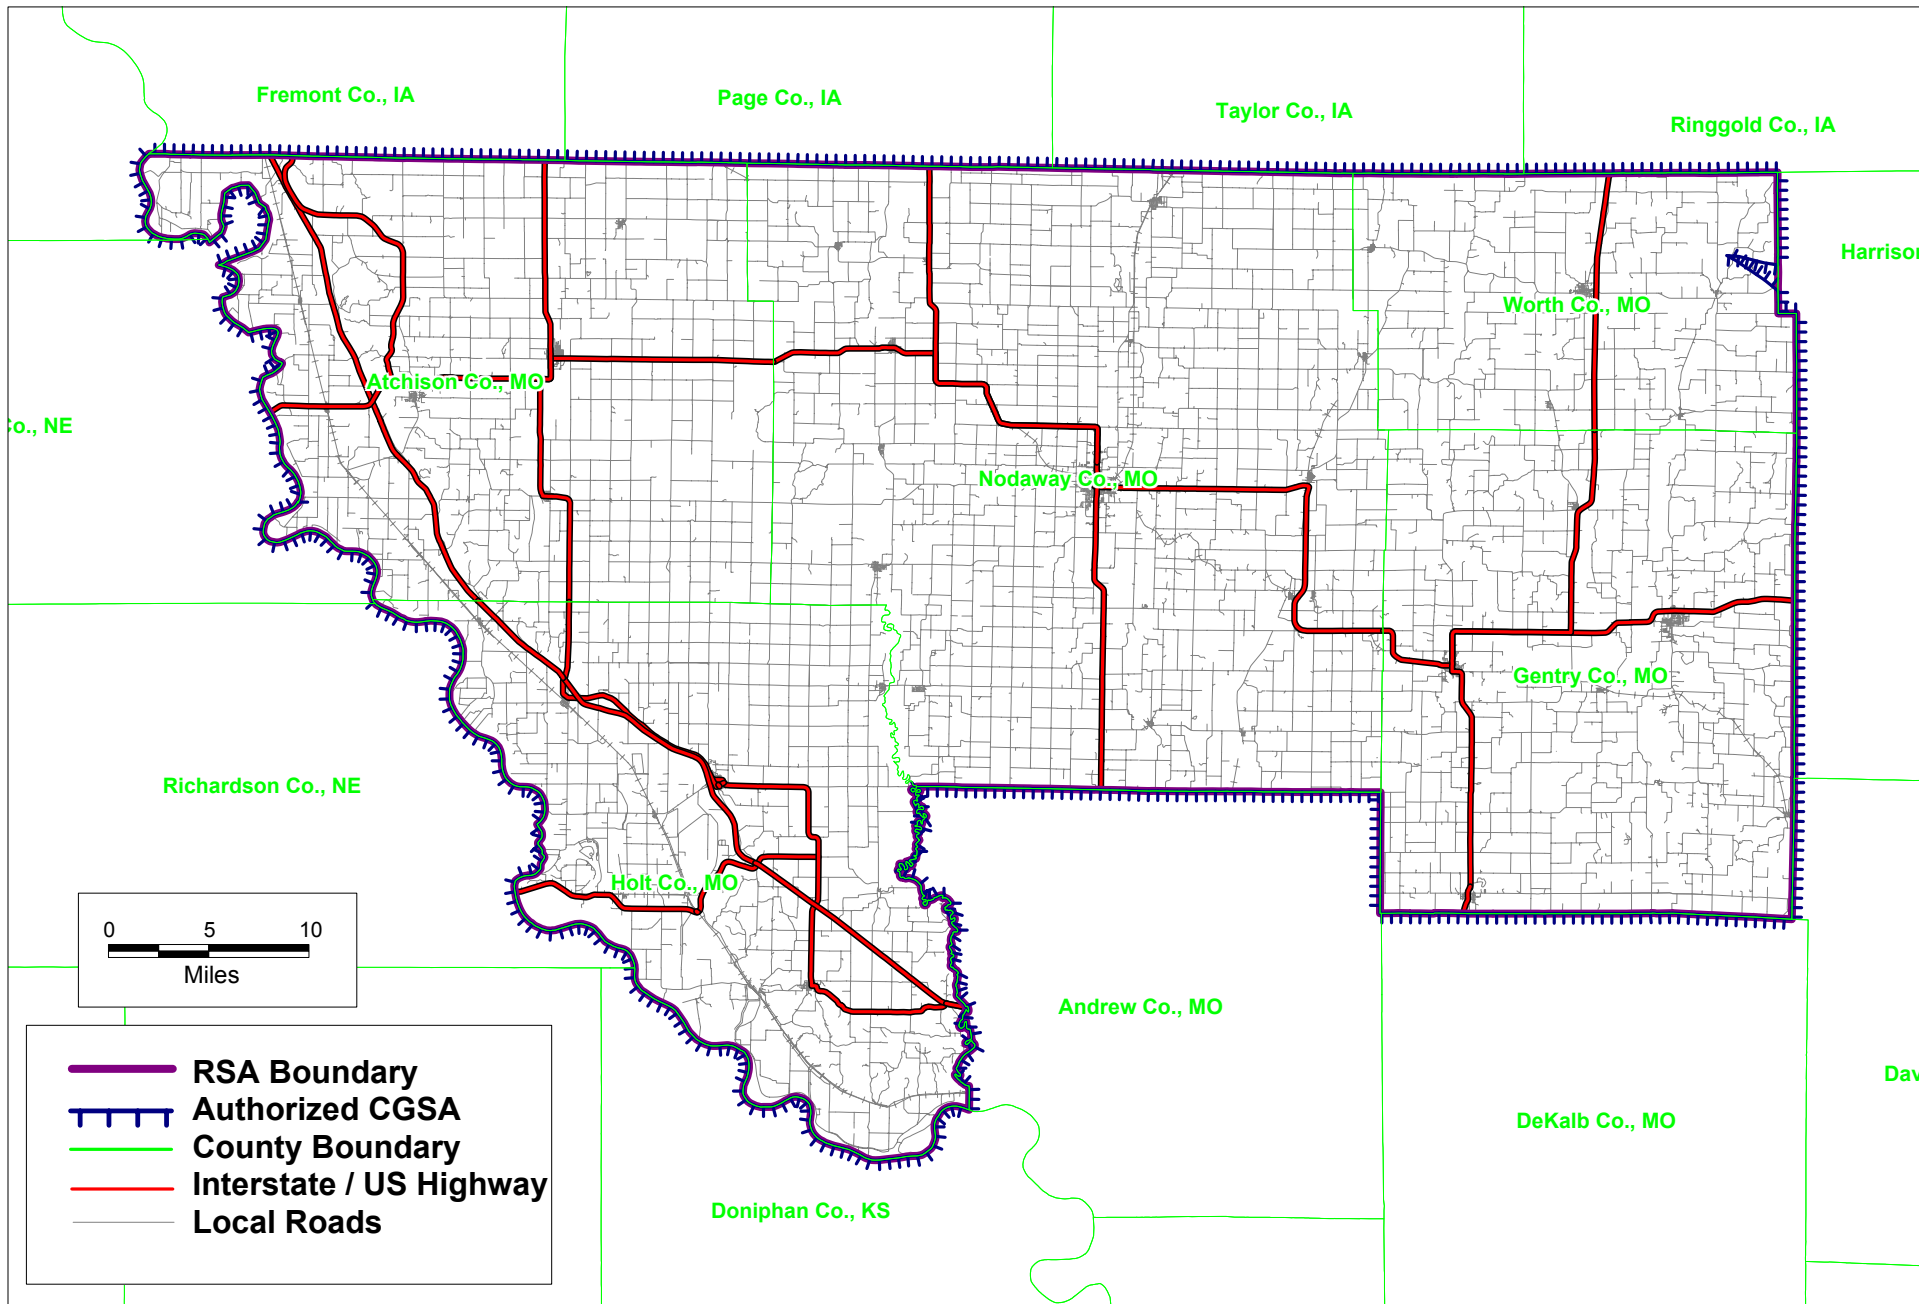 Fremont Co., IA
Page Co., IA
Taylor Co., IA
Ringgold Co., IA
Harrison
Worth Co., MO
Atchison Co., MO
Co., NE
Nodaway Co., MO
Gentry Co., MO
Richardson Co., NE
Holt Co., MO
0 5 10
Miles
Andrew Co., MO
RSA Boundary
Authorized CGSA
County Boundary
Interstate / US Highway
Local Roads
Dav
DeKalb Co., MO
Doniphan Co., KS